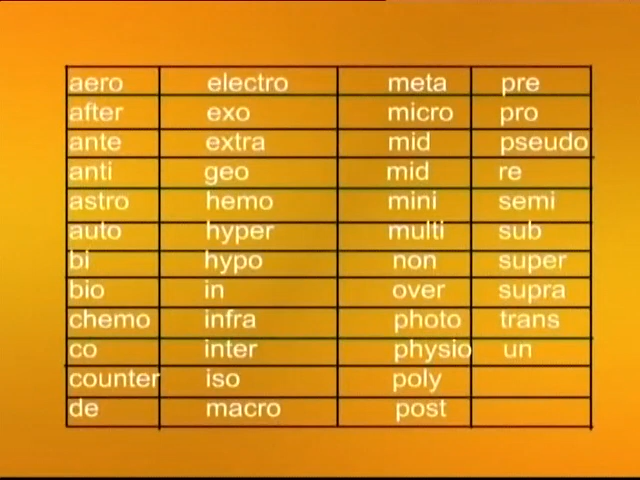 aero electro meta pre
after exo micro pro
ante extra mid pseudo
anti geo mid re
astro hemo mini semi
auto hyper multi sub
bi hypo non super
bio in over supra
chemo infra photo trans
co inter physio un
counter iso poly
de macro post